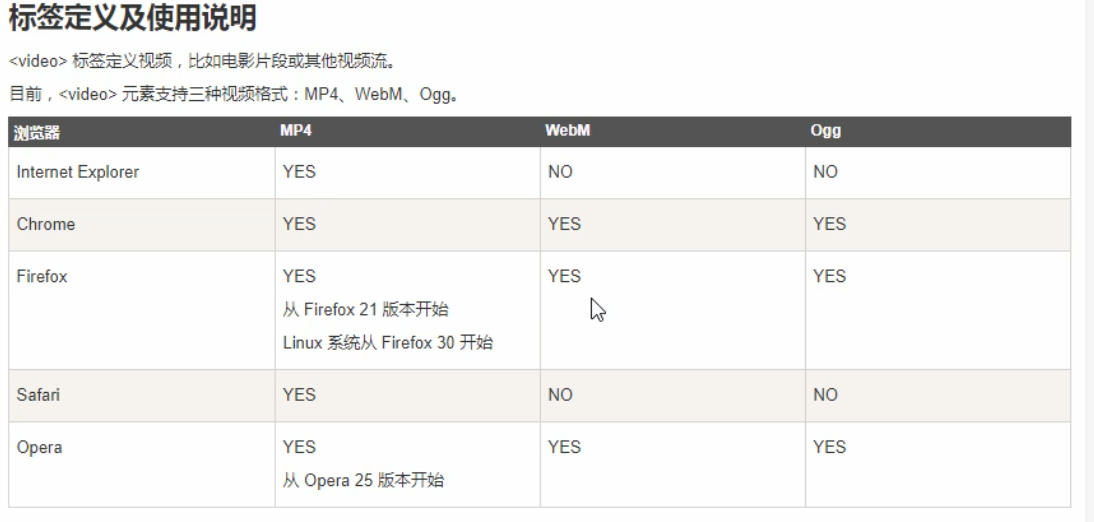 标签定义及使用说明
<video> 标签定义视频，比如电影片段或其他视频流。
目前，<video> 元素支持三种视频格式：MP4、WebM、Ogg。
浏览器 MP4 WebM Ogg
Internet Explorer YES NO NO
Chrome YES YES YES
Firefox YES YES YES
从 Firefox 21 版本开始
Linux 系统从 Firefox 30 开始
Safari YES NO NO
Opera YES YES YES
从 Opera 25 版本开始